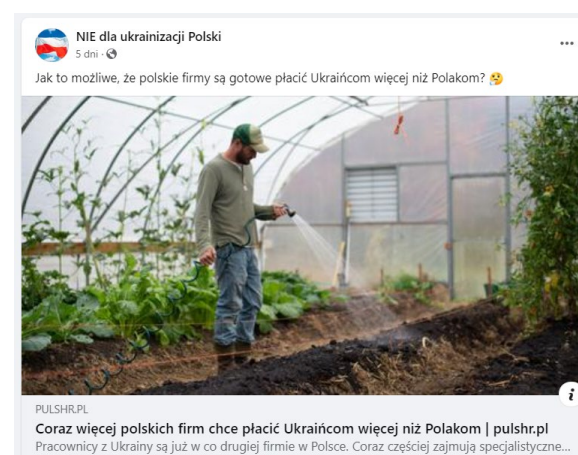 NIE dla ukrainizacji Polski
5 dni ·
Jak to możliwe, że polskie firmy są gotowe płacić Ukraińcom więcej niż Polakom? 🤔
PULSHR.PL
Coraz więcej polskich firm chce płacić Ukraińcom więcej niż Polakom | pulshr.pl
Pracownicy z Ukrainy są już w co drugiej firmie w Polsce. Coraz częściej zajmują specjalistyczne...